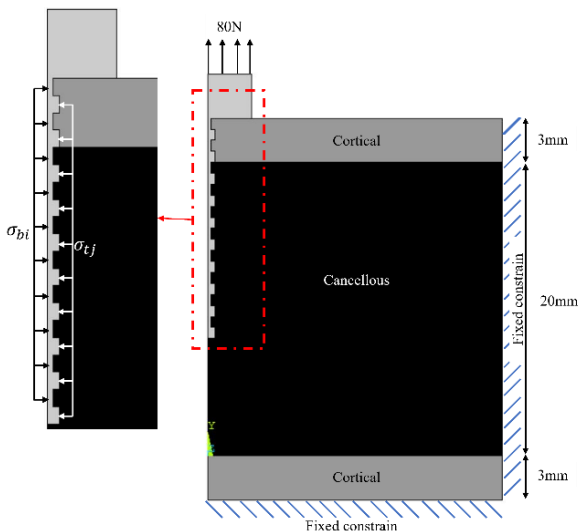 80N
Cortical
3mm
σbi
σtj
Cancellous
Fixed constrain
20mm
Y
Cortical
3mm
Fixed constrain